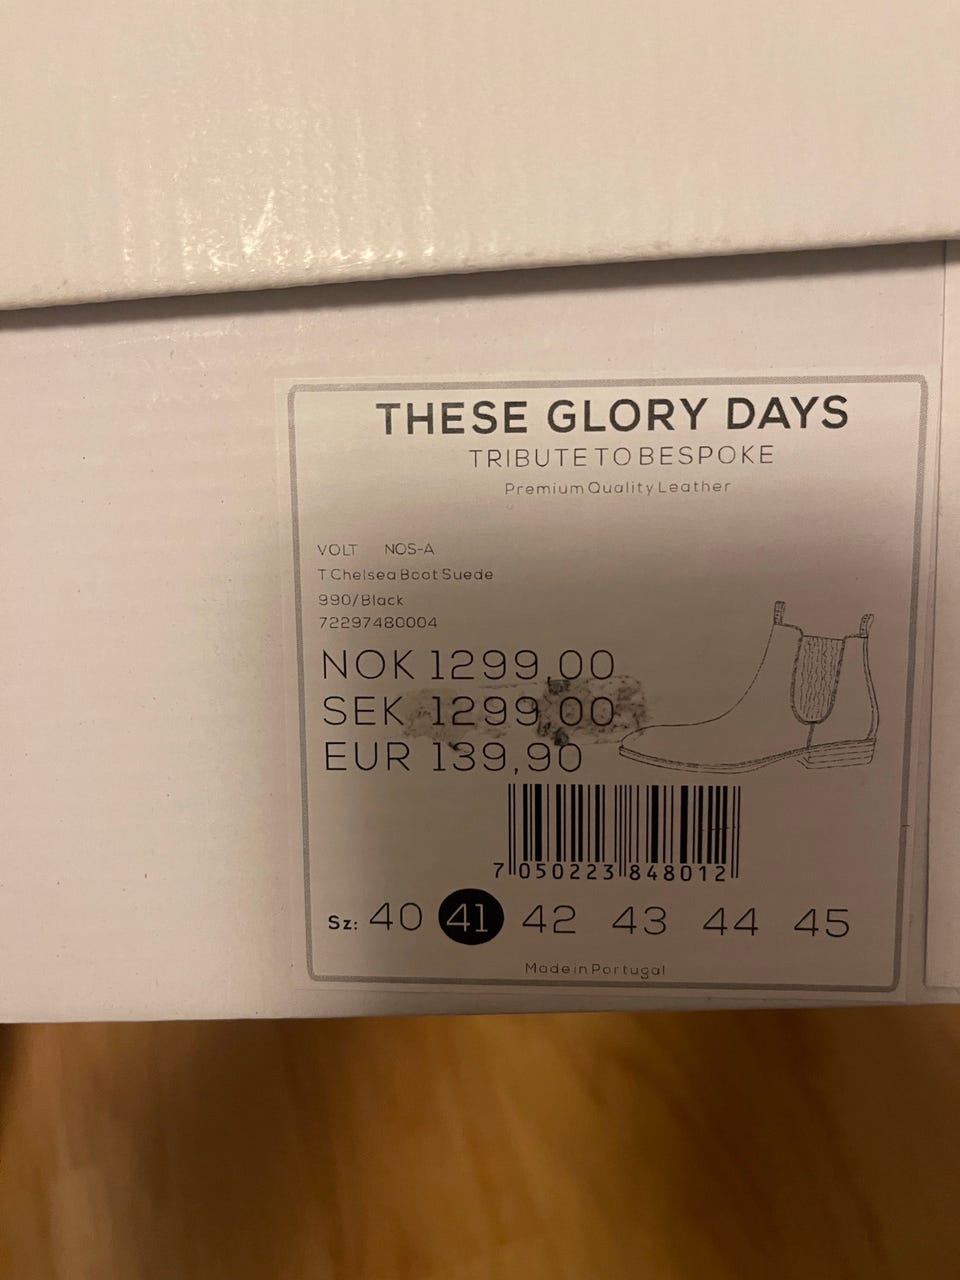 THESE GLORY DAYS
TRIBUTE TO BESPOKE
Premium Quality Leather
VOLT NOS-A
T Chelsea Boot Suede
990/Black
72297480004
NOK 1299,00
SEK 1299,00
EUR 139,90
7 050223 848012
Sz: 40 41 42 43 44 45
Made in Portugal